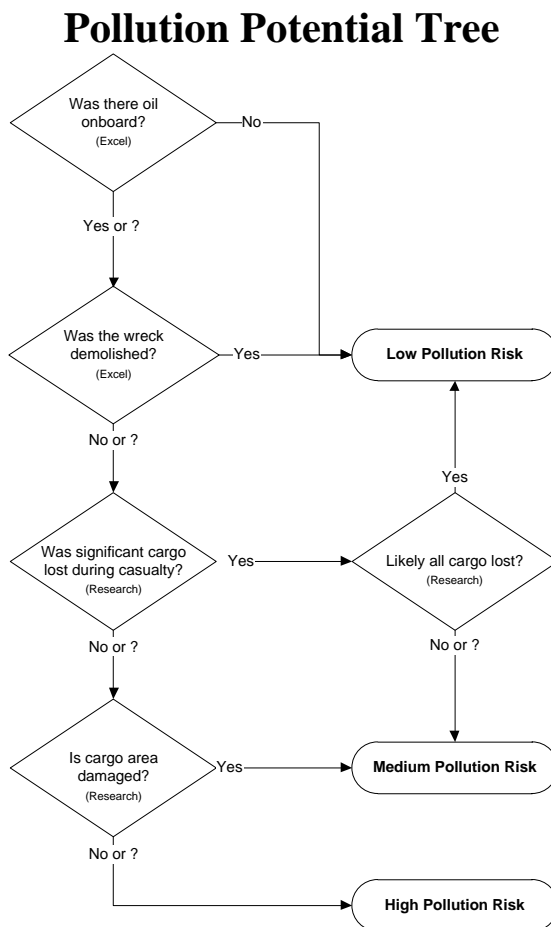 Pollution Potential Tree
Was there oil
onboard?
(Excel)
No
Yes or ?
Was the wreck
demolished?
(Excel)
Yes
Low Pollution Risk
No or ?
Yes
Was significant cargo
lost during casualty?
(Research)
Yes
Likely all cargo lost?
(Research)
No or ?
No or ?
Is cargo area
damaged?
(Research)
Yes
Medium Pollution Risk
No or ?
High Pollution Risk